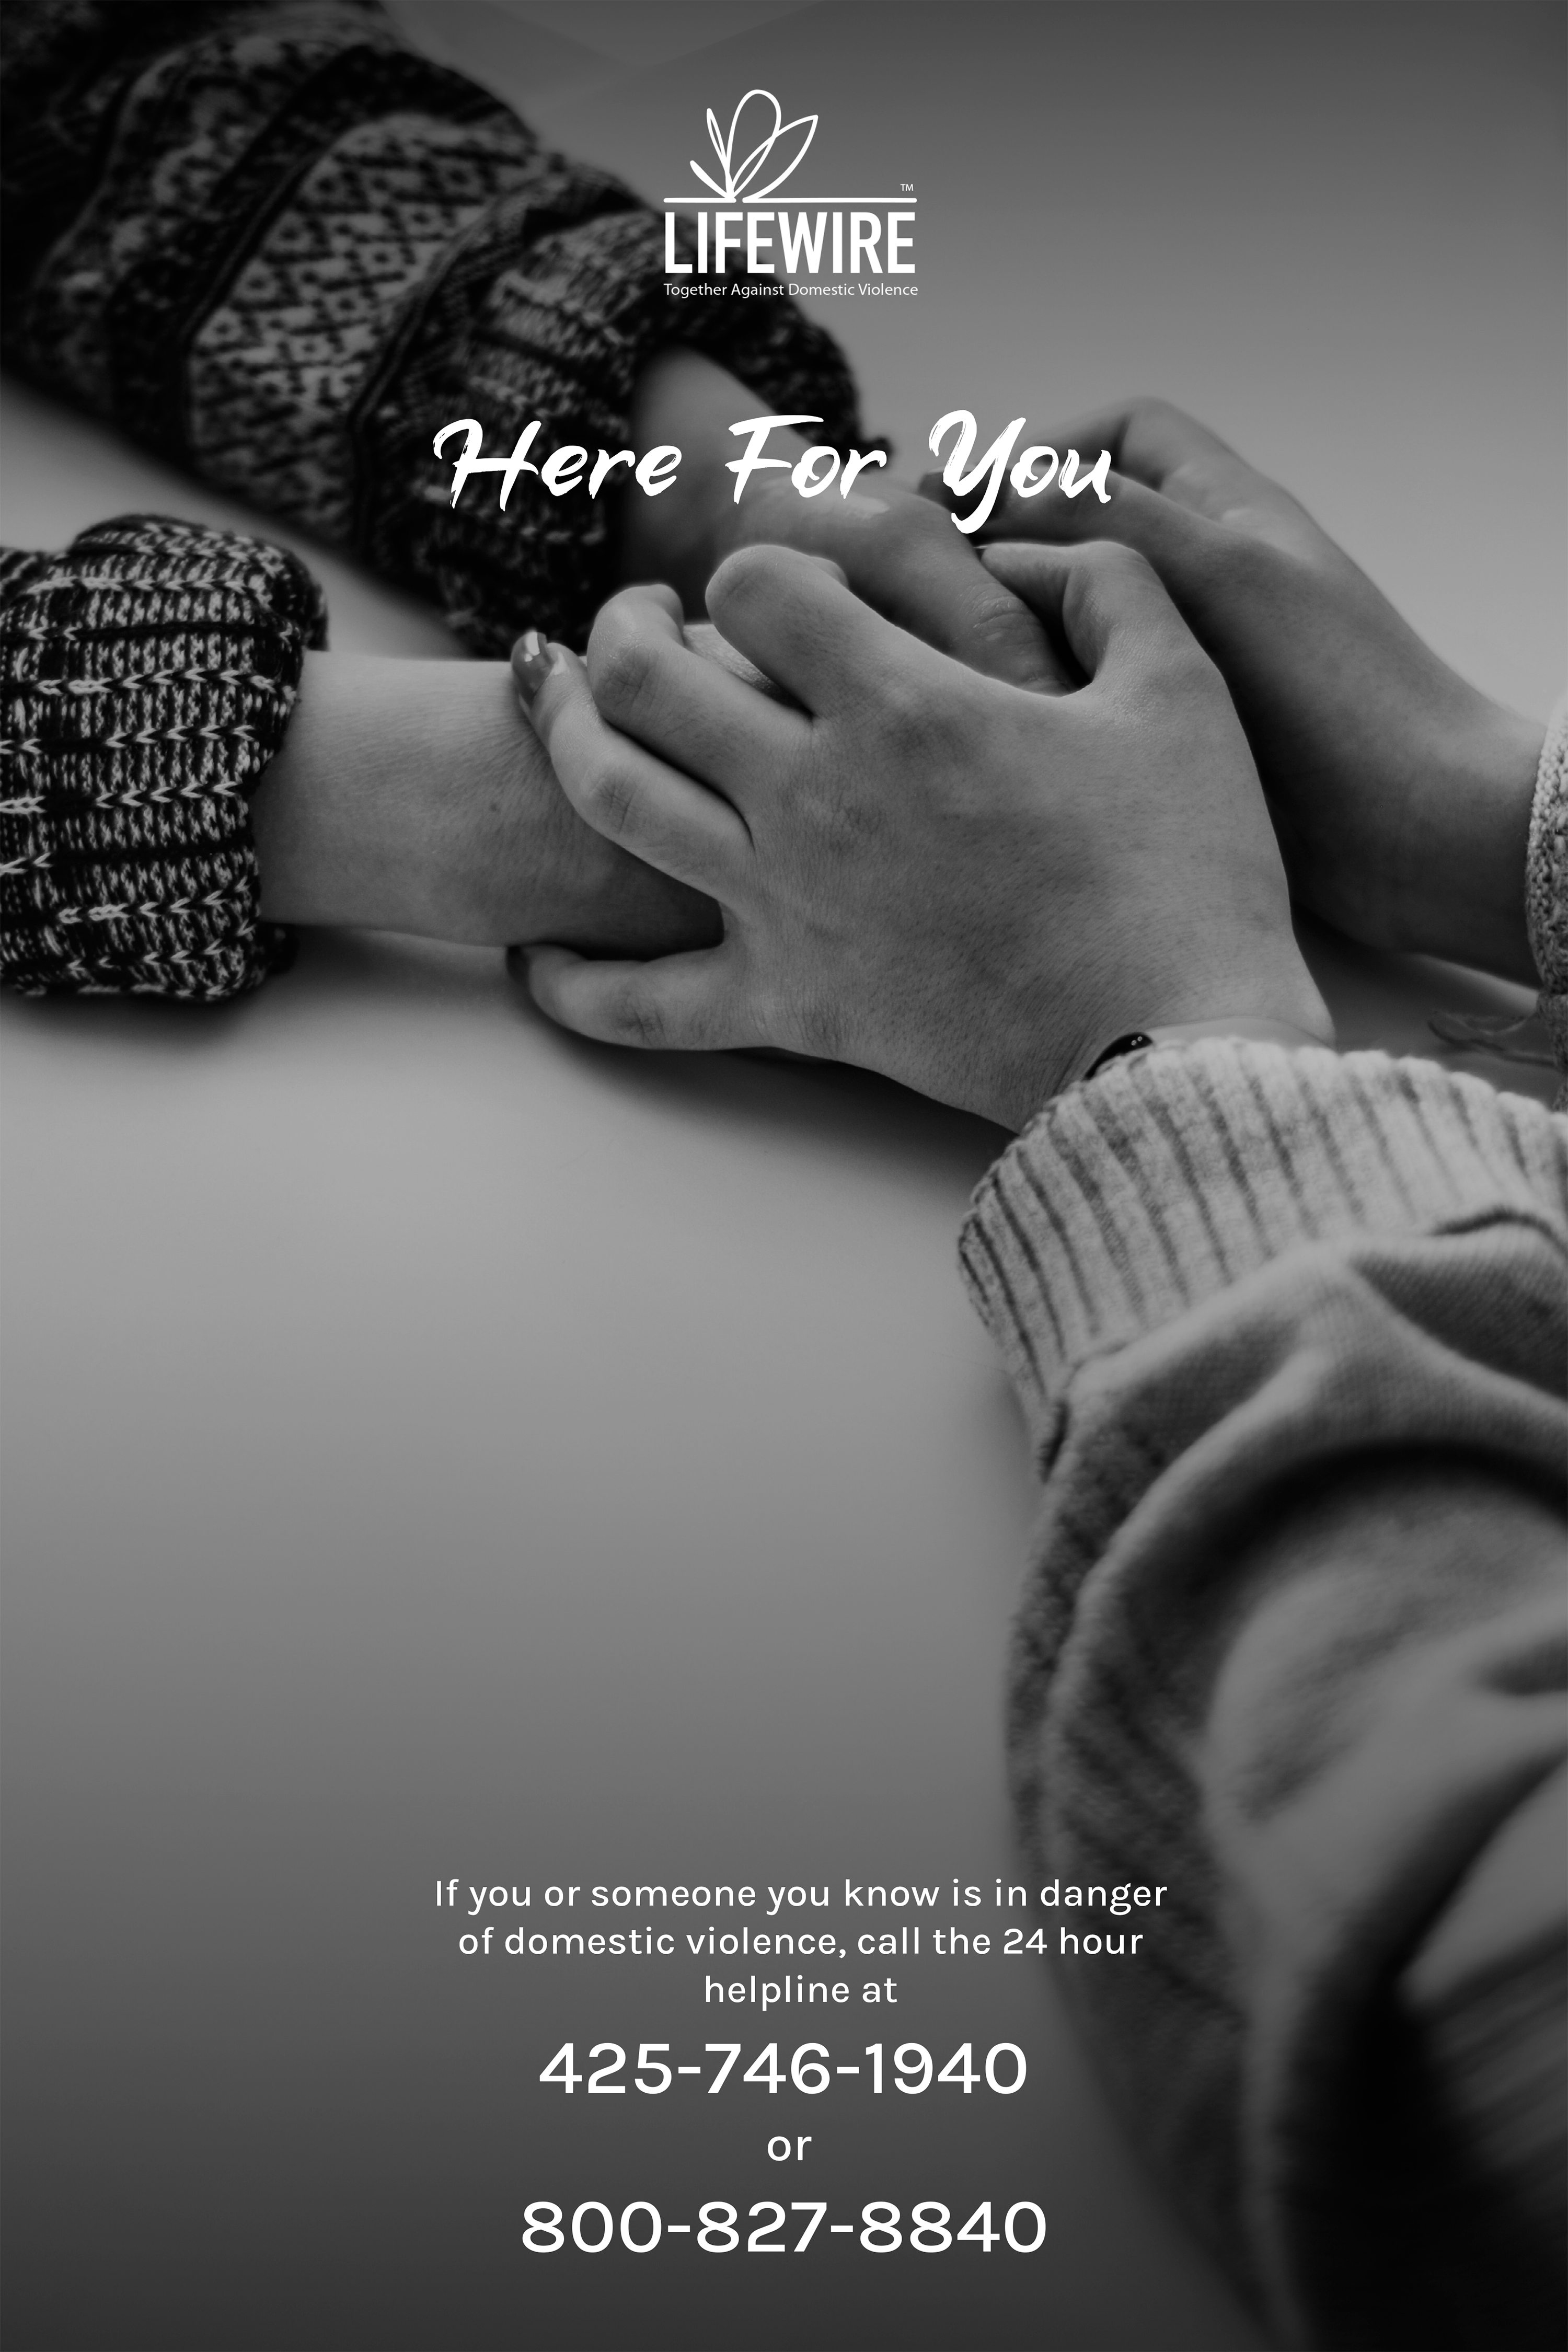 TM
LIFEWIRE
Together Against Domestic Violence
Here For You
If you or someone you know is in danger
of domestic violence, call the 24 hour
helpline at
425-746-1940
or
800-827-8840